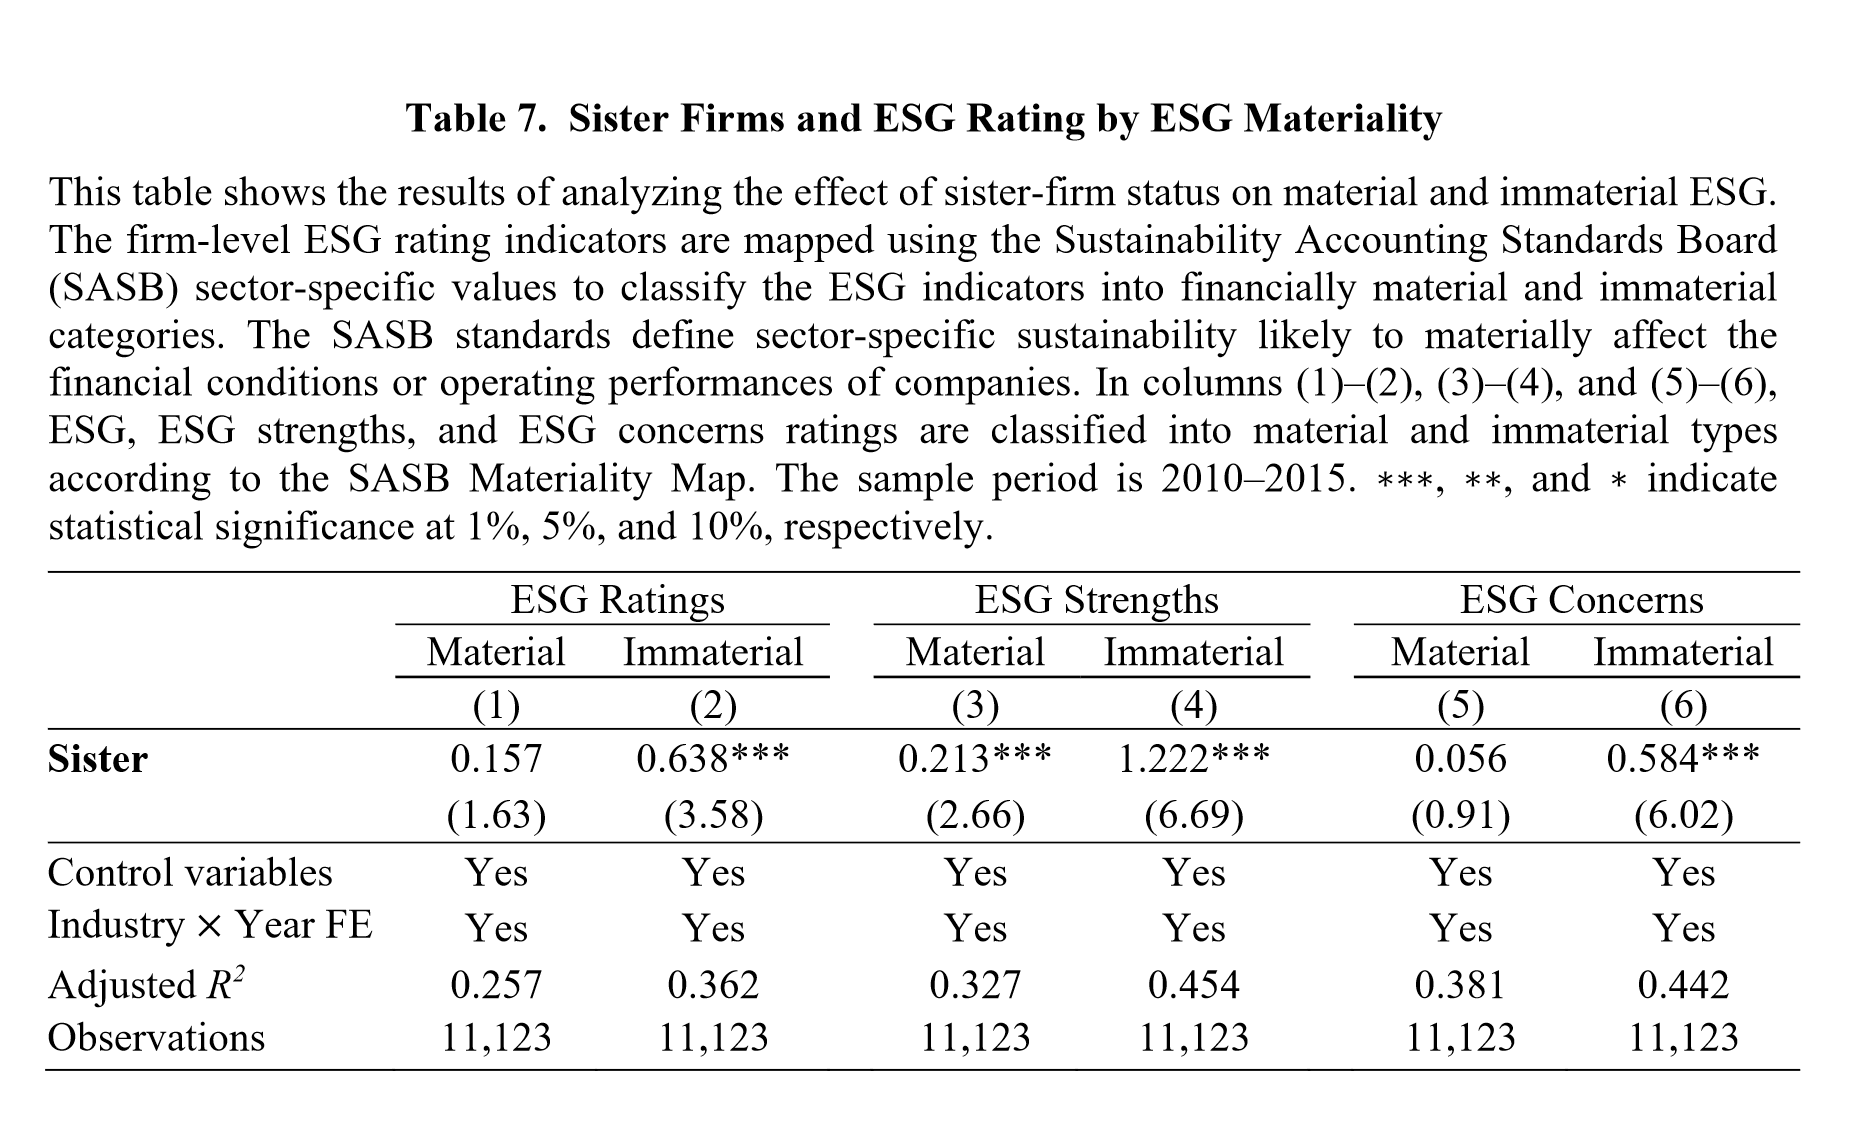 Table 7. Sister Firms and ESG Rating by ESG Materiality
This table shows the results of analyzing the effect of sister-firm status on material and immaterial ESG.
The firm-level ESG rating indicators are mapped using the Sustainability Accounting Standards Board
(SASB) sector-specific values to classify the ESG indicators into financially material and immaterial
categories. The SASB standards define sector-specific sustainability likely to materially affect the
financial conditions or operating performances of companies. In columns (1)–(2), (3)–(4), and (5)–(6),
ESG, ESG strengths, and ESG concerns ratings are classified into material and immaterial types
according to the SASB Materiality Map. The sample period is 2010–2015. ∗∗∗, ∗∗, and ∗ indicate
statistical significance at 1%, 5%, and 10%, respectively.
ESG Ratings ESG Strengths ESG Concerns
Material Immaterial Material Immaterial Material Immaterial
(1) (2) (3) (4) (5) (6)
Sister 0.157 0.638*** 0.213*** 1.222*** 0.056 0.584***
(1.63) (3.58) (2.66) (6.69) (0.91) (6.02)
Control variables Yes Yes Yes Yes Yes Yes
Industry × Year FE Yes Yes Yes Yes Yes Yes
Adjusted R² 0.257 0.362 0.327 0.454 0.381 0.442
Observations 11,123 11,123 11,123 11,123 11,123 11,123